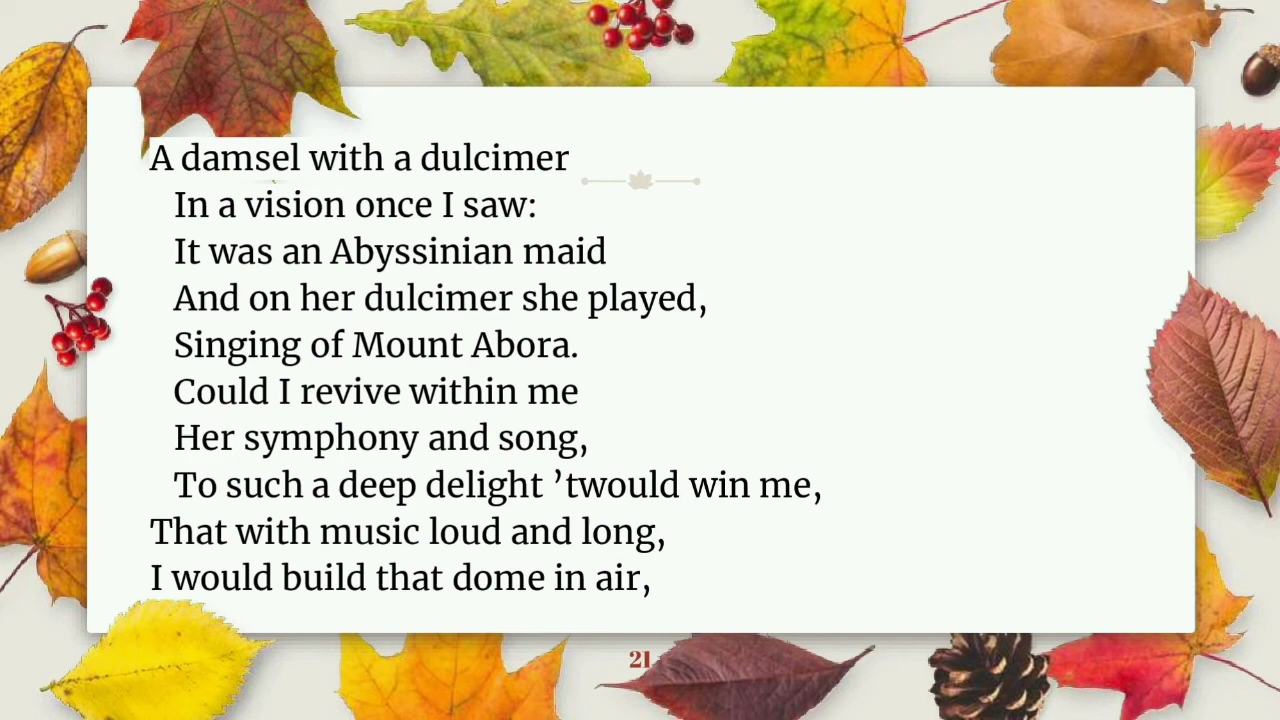 A damsel with a dulcimer
In a vision once I saw:
It was an Abyssinian maid
And on her dulcimer she played,
Singing of Mount Abora.
Could I revive within me
Her symphony and song,
To such a deep delight ’twould win me,
That with music loud and long,
I would build that dome in air,
21